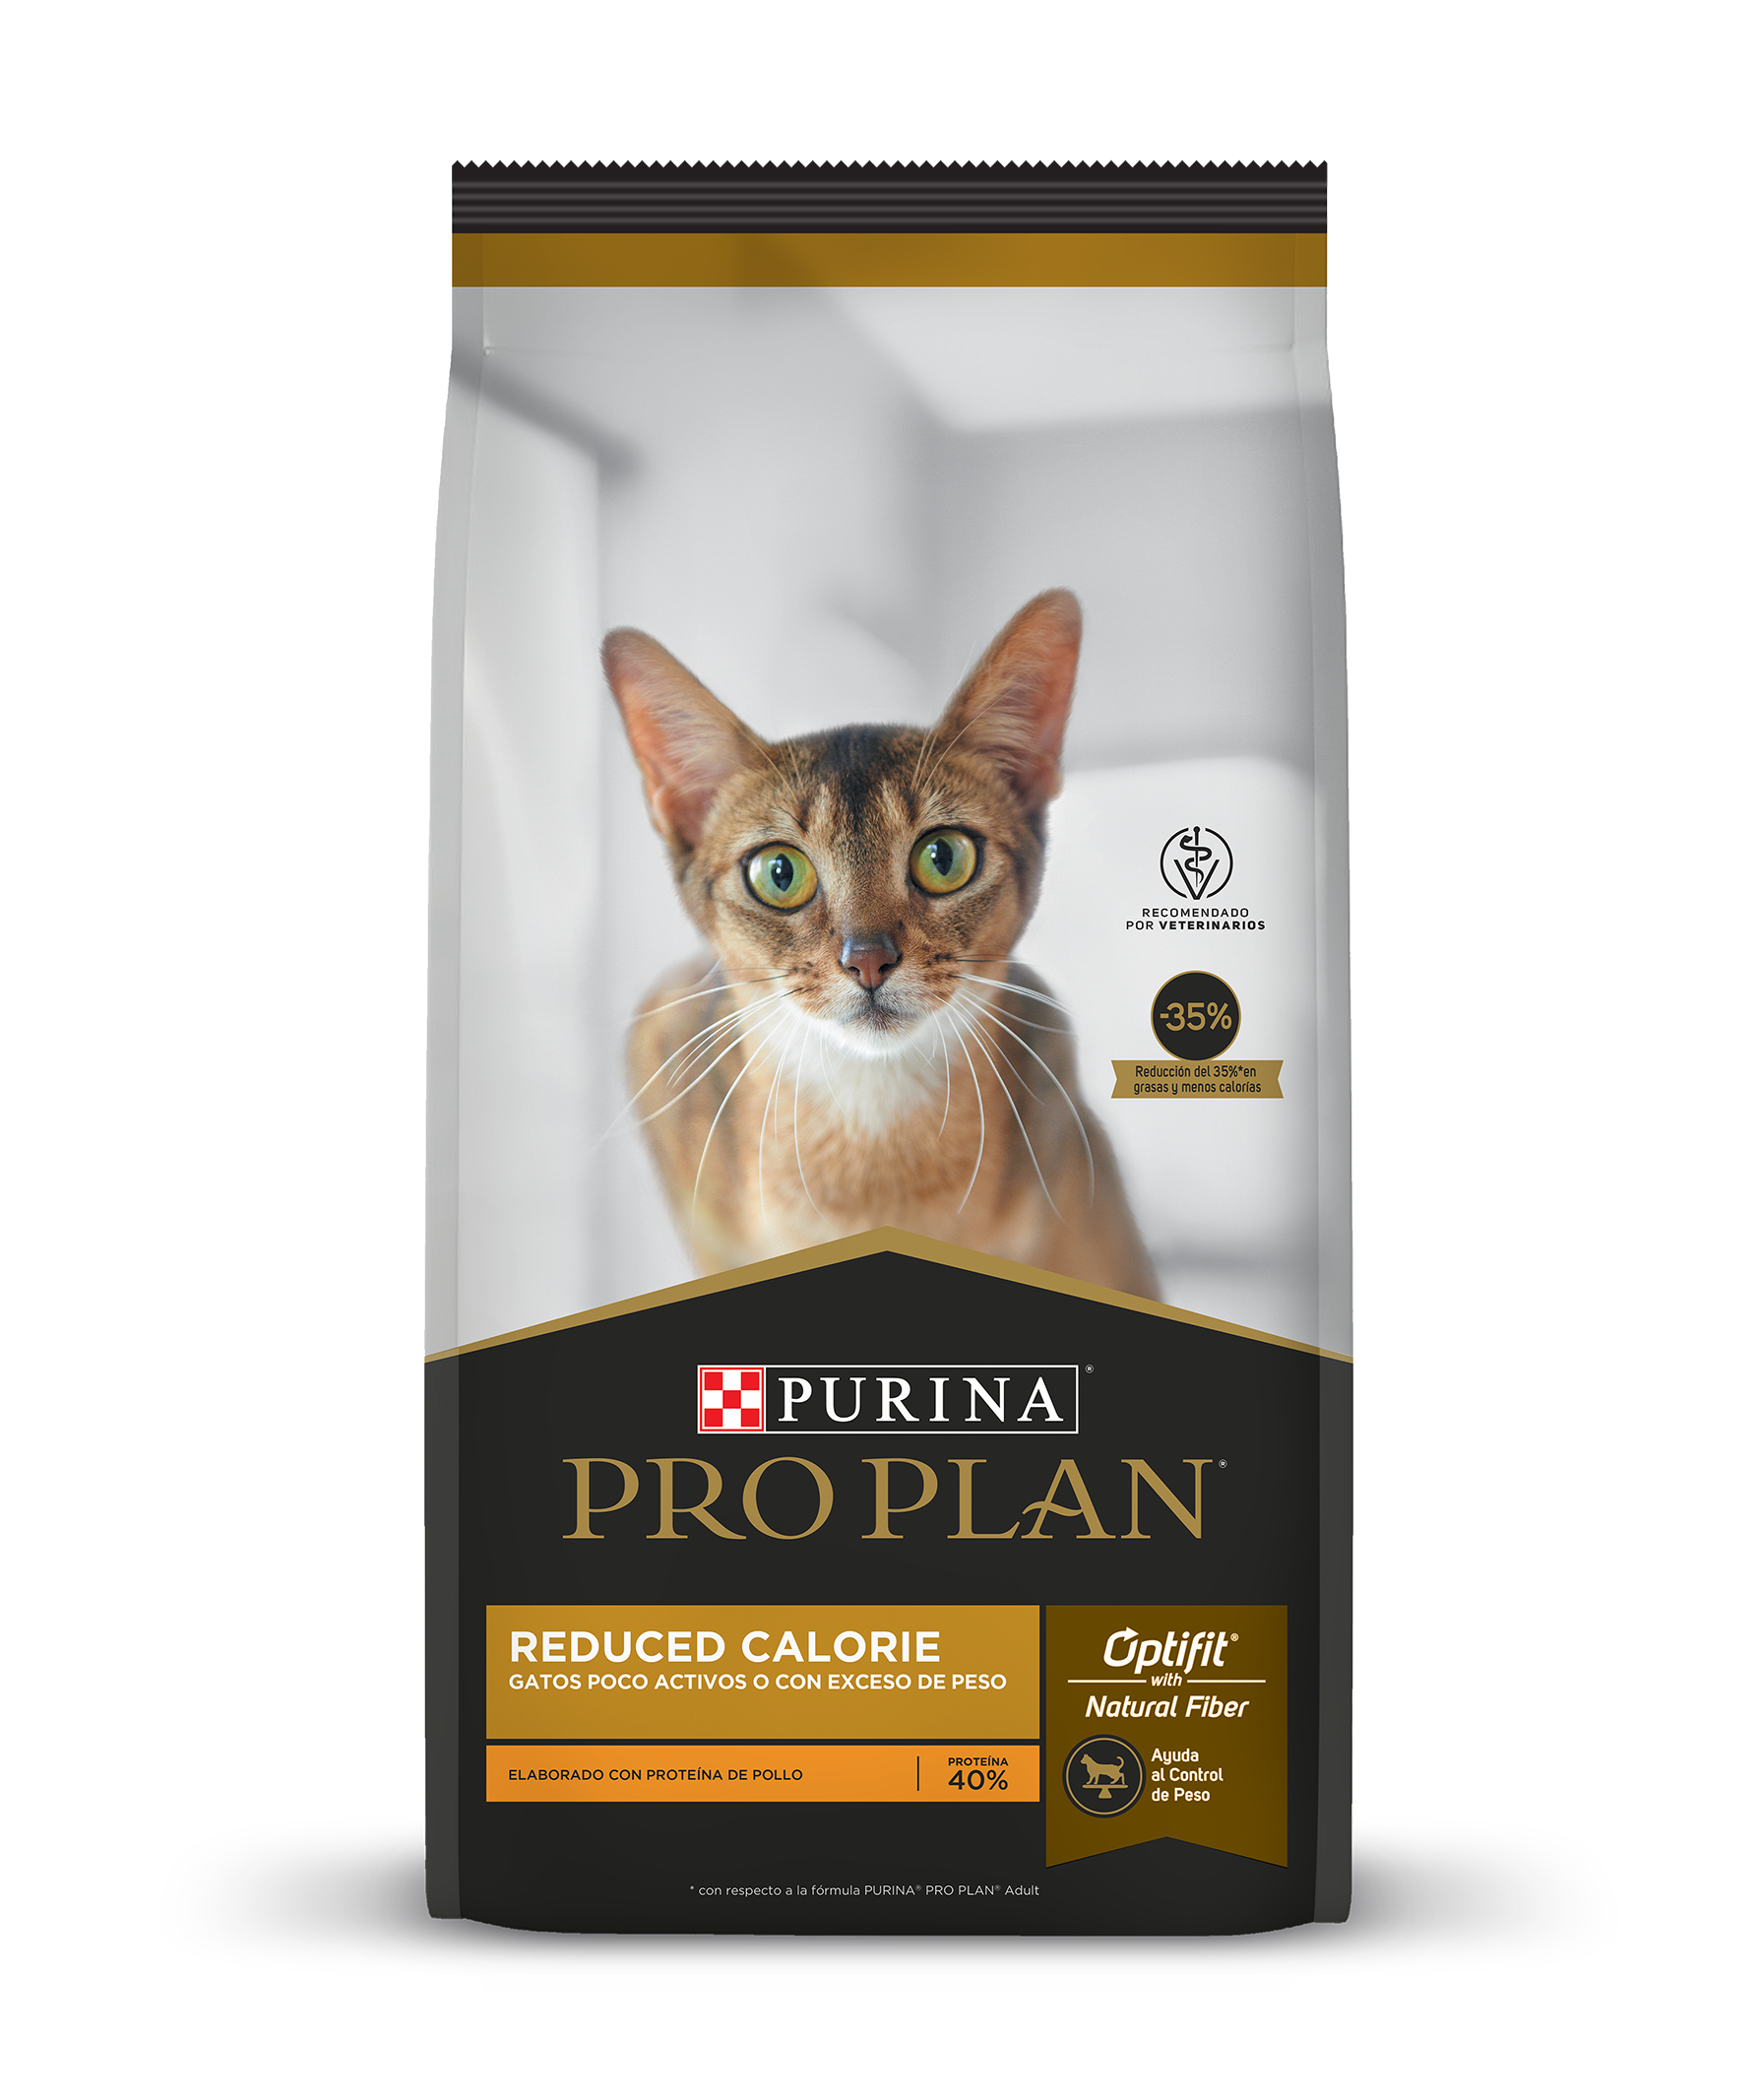 RECOMENDADO
POR VETERINARIOS
-35%
Reducción del 35%*en
grasas y menos calorías
PURINA®
PRO PLAN®
REDUCED CALORIE
GATOS POCO ACTIVOS O CON EXCESO DE PESO
ELABORADO CON PROTEÍNA DE POLLO
PROTEÍNA
40%
Optifit®
with
Natural Fiber
Ayuda
al Control
de Peso
* con respecto a la fórmula PURINA® PRO PLAN® Adult